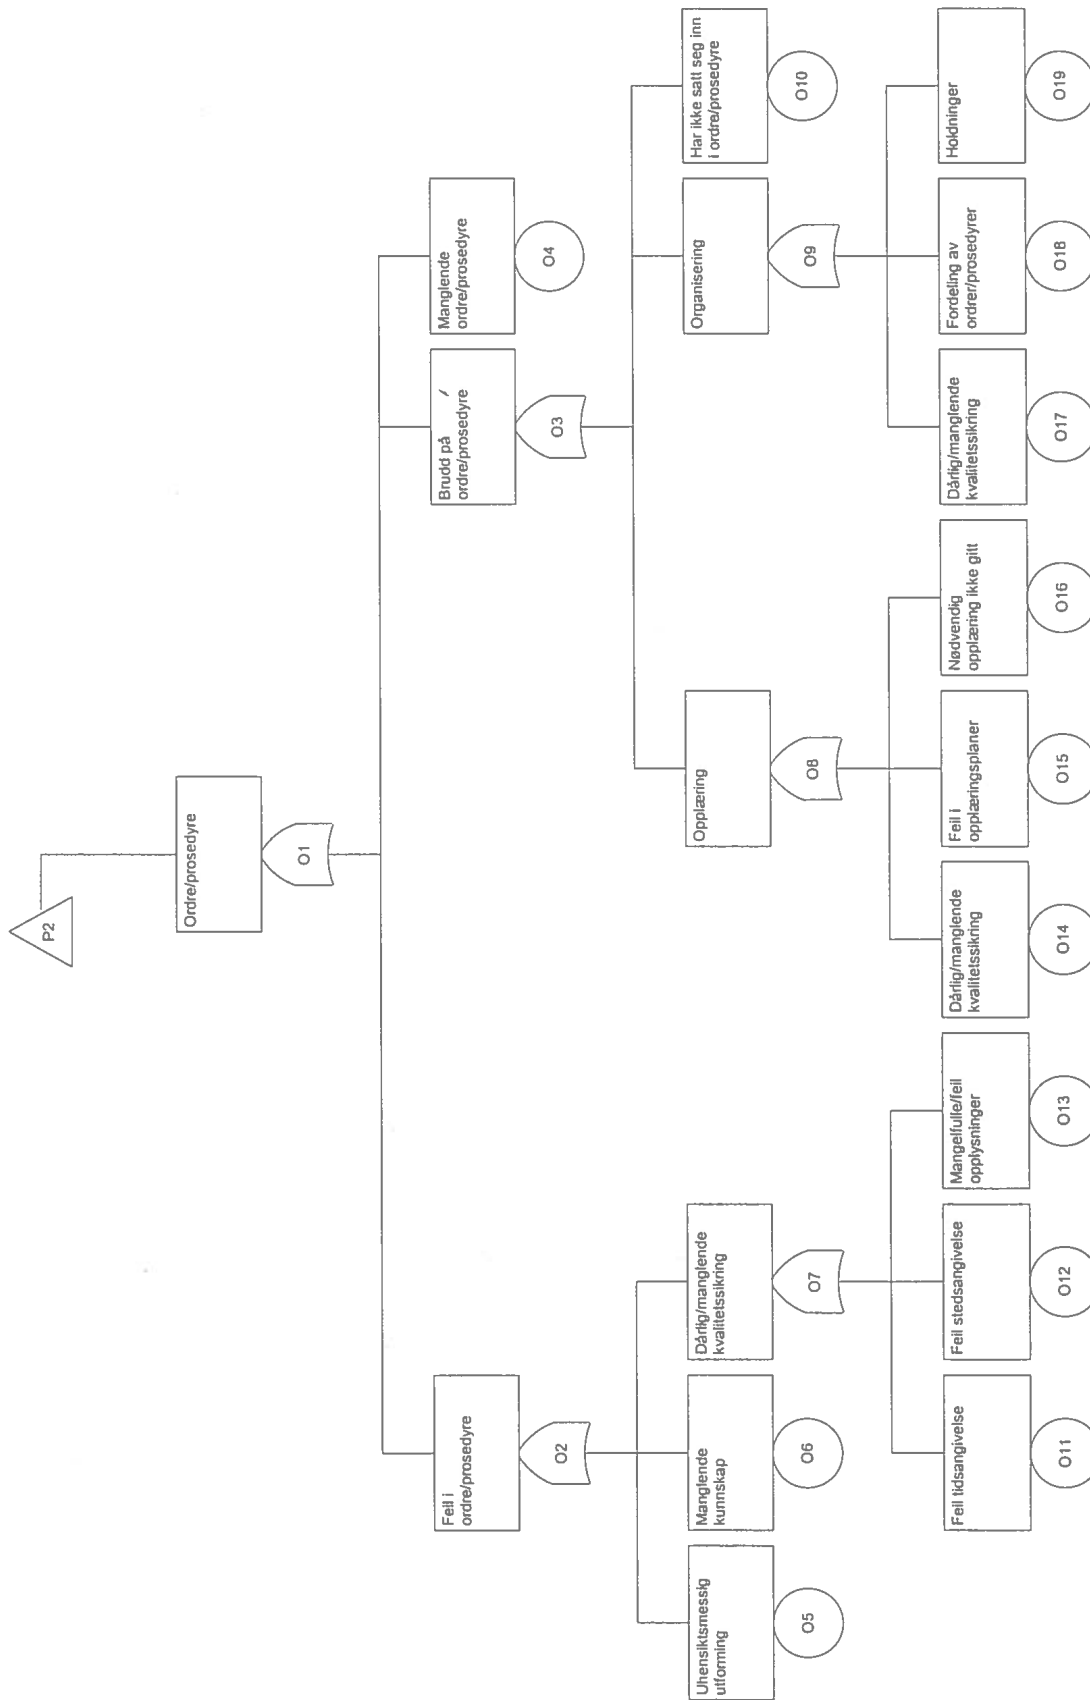 P2
Ordre/prosedyre
O1
Feil i
ordre/prosedyre
O2
Brudd på
ordre/prosedyre
O3
Manglende
ordre/prosedyre
O4
Uhensiktsmessig
utforming
O5
Manglende
kunnskap
O6
Dårlig/manglende
kvalitetssikring
O7
Opplæring
O8
Organisering
O9
Har ikke satt seg inn
i ordre/prosedyre
O10
Feil tidsangivelse
O11
Feil stedsangivelse
O12
Mangelfulle/feil
opplysninger
O13
Dårlig/manglende
kvalitetssikring
O14
Feil i
opplæringsplaner
O15
Nødvendig
opplæring ikke gitt
O16
Dårlig/manglende
kvalitetssikring
O17
Fordeling av
ordrer/prosedyrer
O18
Holdninger
O19